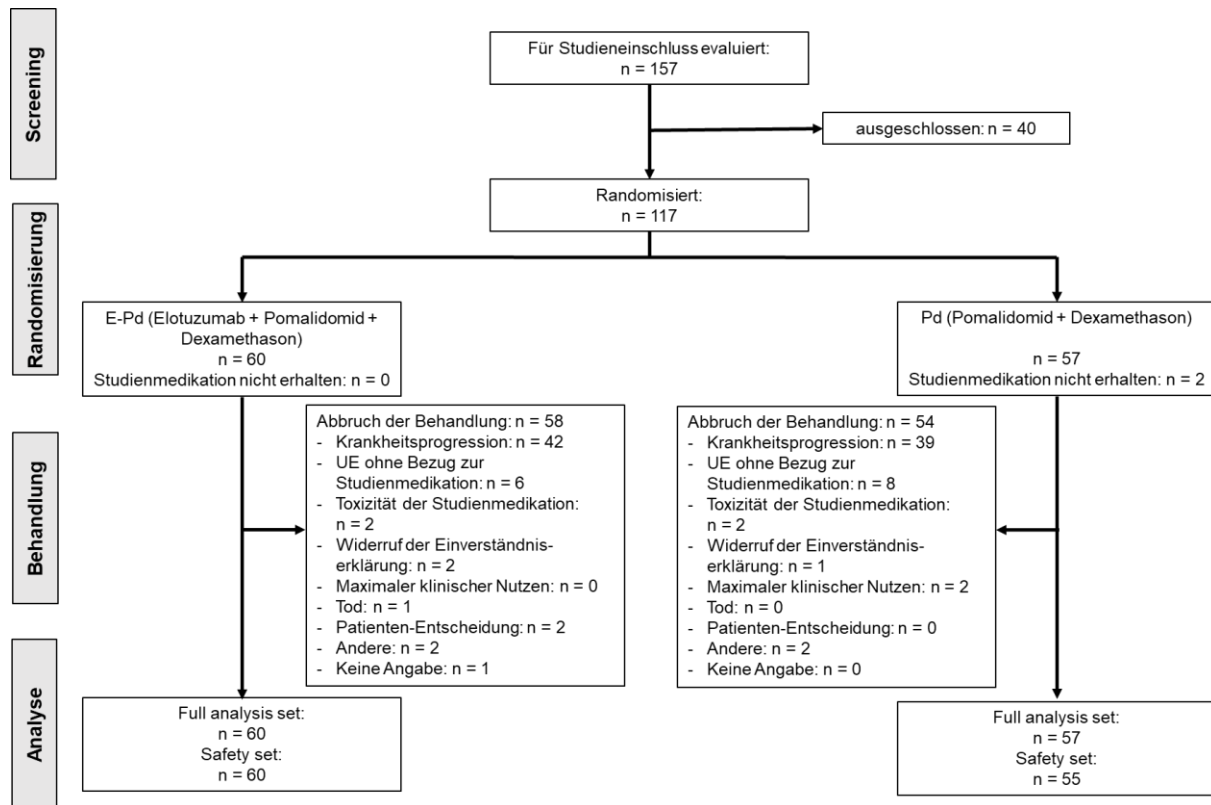 Screening
Für Studieneinschluss evaluiert:
n = 157
ausgeschlossen: n = 40
Randomisiert:
n = 117
Randomisierung
E-Pd (Elotuzumab + Pomalidomid +
Dexamethason)
n = 60
Studienmedikation nicht erhalten: n = 0
Pd (Pomalidomid + Dexamethason)
n = 57
Studienmedikation nicht erhalten: n = 2
Behandlung
Abbruch der Behandlung: n = 58
- Krankheitsprogression: n = 42
- UE ohne Bezug zur
Studienmedikation: n = 6
- Toxizität der Studienmedikation:
n = 2
- Widerruf der Einverständnis-
erklärung: n = 2
- Maximaler klinischer Nutzen: n = 0
- Tod: n = 1
- Patienten-Entscheidung: n = 2
- Andere: n = 2
- Keine Angabe: n = 1
Abbruch der Behandlung: n = 54
- Krankheitsprogression: n = 39
- UE ohne Bezug zur
Studienmedikation: n = 8
- Toxizität der Studienmedikation:
n = 2
- Widerruf der Einverständnis-
erklärung: n = 1
- Maximaler klinischer Nutzen: n = 2
- Tod: n = 0
- Patienten-Entscheidung: n = 0
- Andere: n = 2
- Keine Angabe: n = 0
Analyse
Full analysis set:
n = 60
Safety set:
n = 60
Full analysis set:
n = 57
Safety set:
n = 55